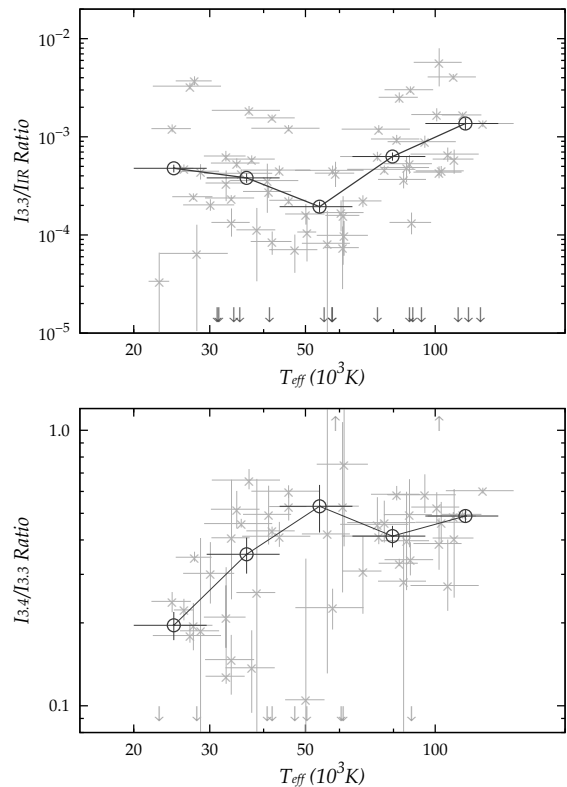 10⁻²
10⁻³
10⁻⁴
10⁻⁵
I3.3/IIR Ratio
20 30 50 100
Teff (10³K)
1.0
0.1
I3.4/I3.3 Ratio
20 30 50 100
Teff (10³K)